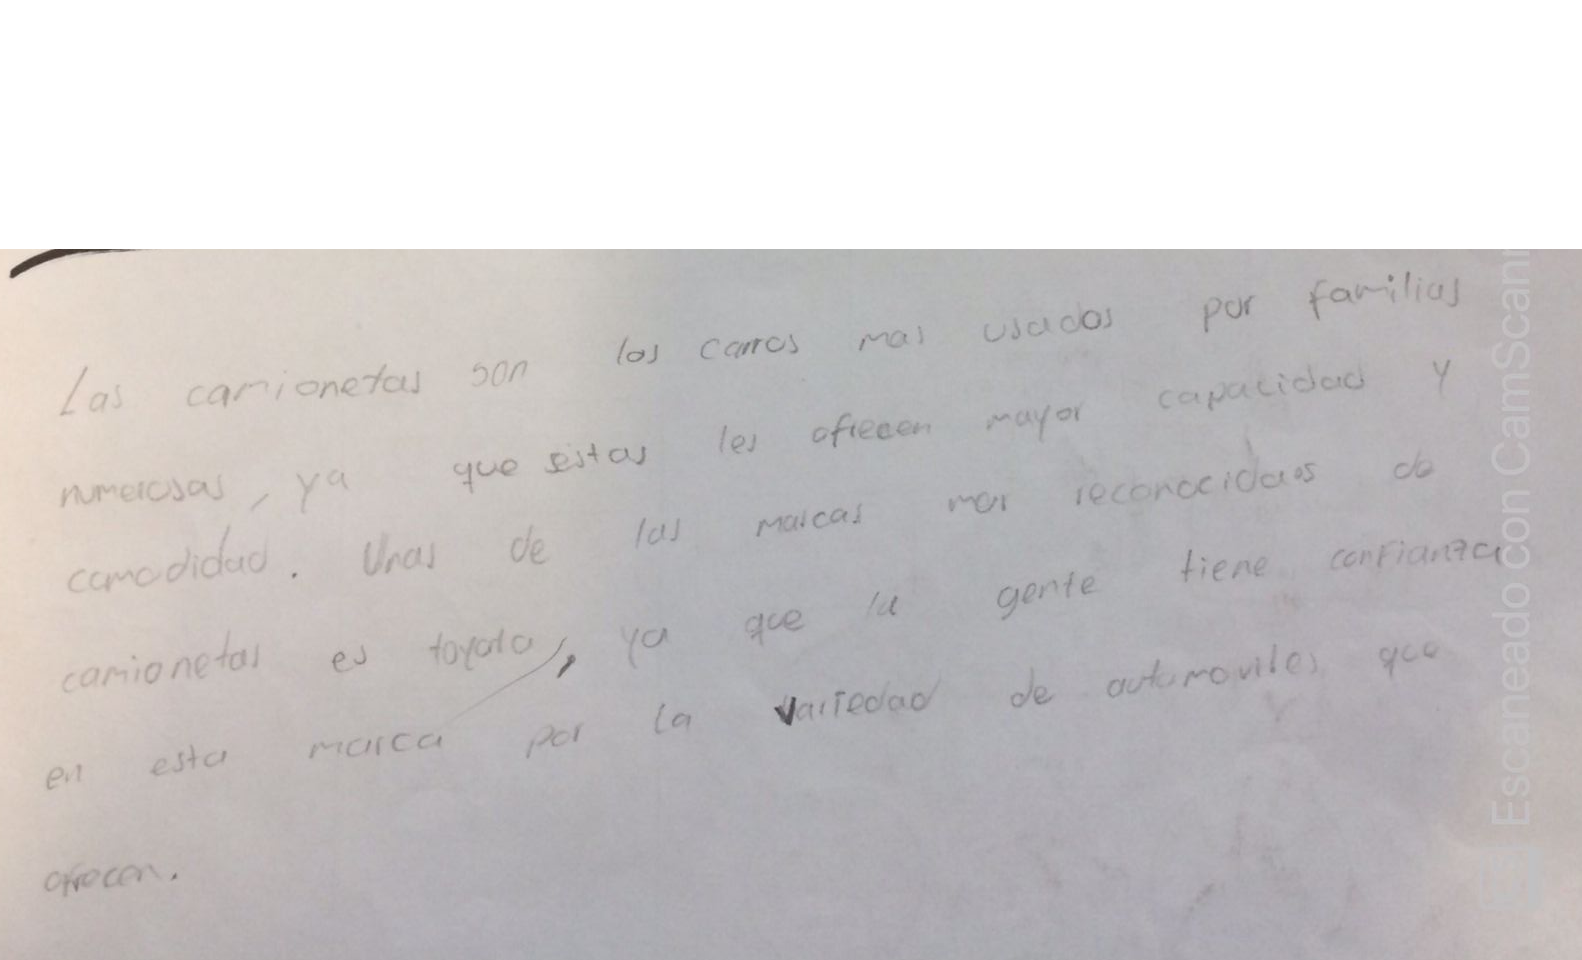 Las camionetas son los carros mas usados por familias
numerosas, ya que estas les ofrecen mayor capacidad y
comodidad. Unas de las marcas mas reconocidas de
camionetas es toyota, ya que la gente tiene confianza
en esta marca por la variedad de automoviles que
ofrecen.
Escaneado con CamScann